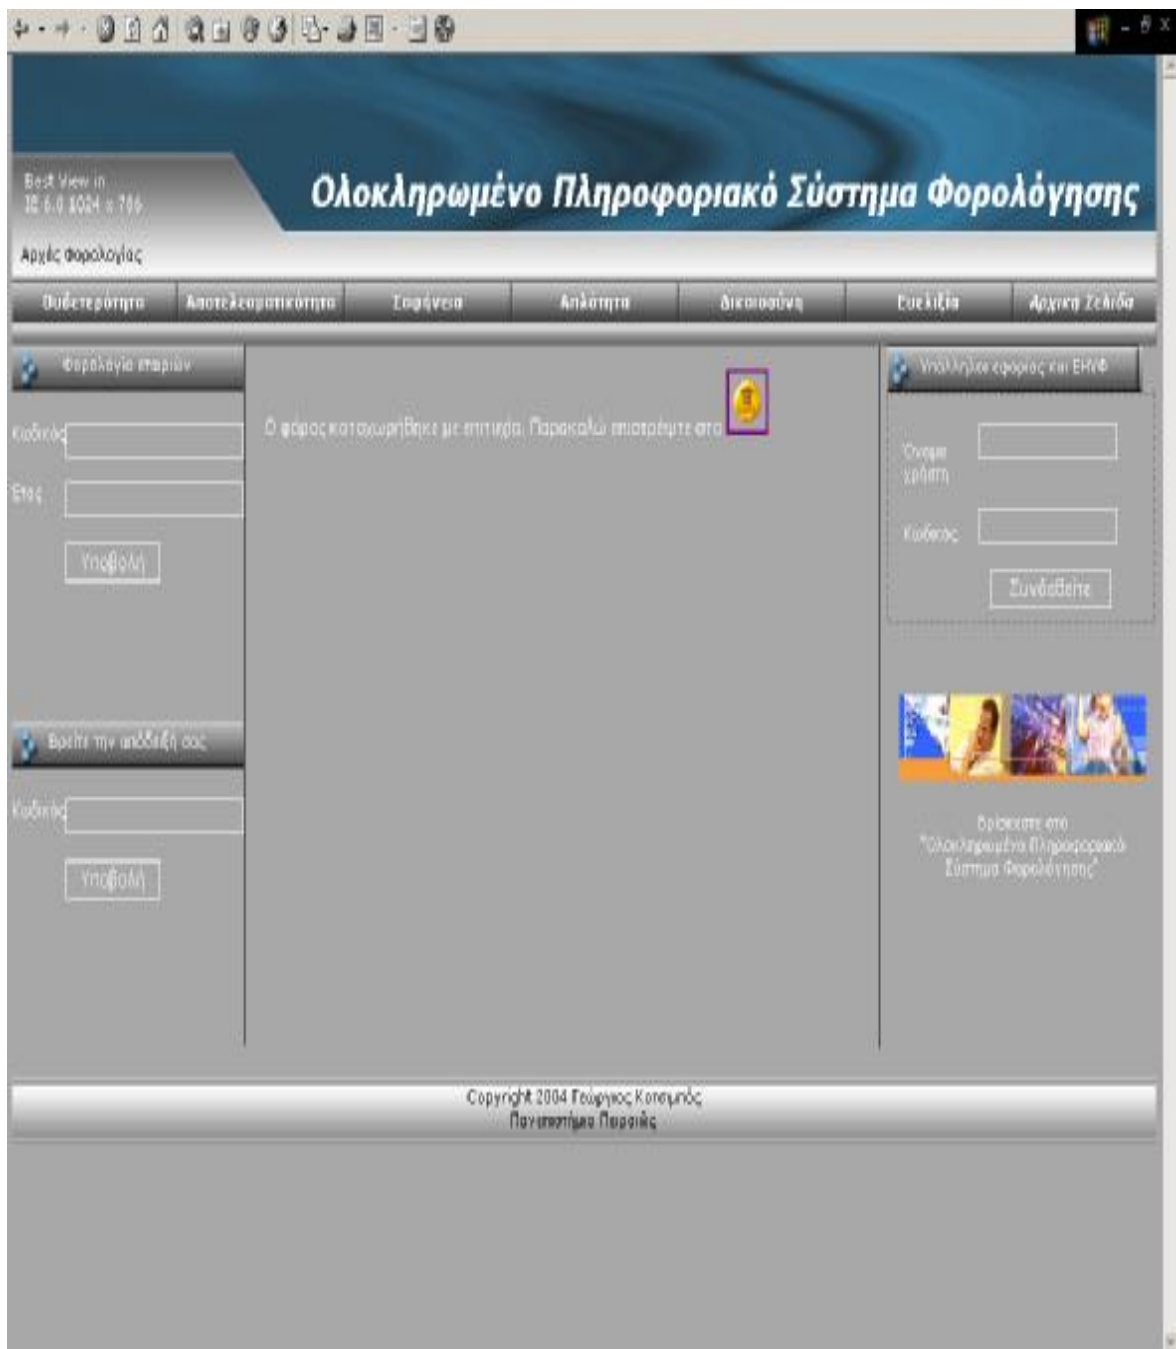 Best View in
IE 6.0 1024 x 786
Ολοκληρωμένο Πληροφοριακό Σύστημα Φορολόγησης
Αρχές Φορολογίας
Ουδετερότητα Αποτελεσματικότητα Σαφήνεια Απλότητα Δικαιοσύνη Ευελιξία Αρχική Σελίδα
Φορολογία εταιριών
Κωδικός
Έτος
Υποβολή
Ο φόρος καταχωρήθηκε με επιτυχία. Παρακαλώ επιστρέψτε στο
Υπάλληλοι εφορίας και ΕΗΥΦ
Όνομα
χρήστη
Κωδικός
Συνδεθείτε
Βρείτε την απόδειξή σας
Κωδικός
Υποβολή
Βρίσκεστε στο
"Ολοκληρωμένο Πληροφοριακό
Σύστημα Φορολόγησης"
Copyright 2004 Γεώργιος
Πανεπιστήμιο Πειραιώς